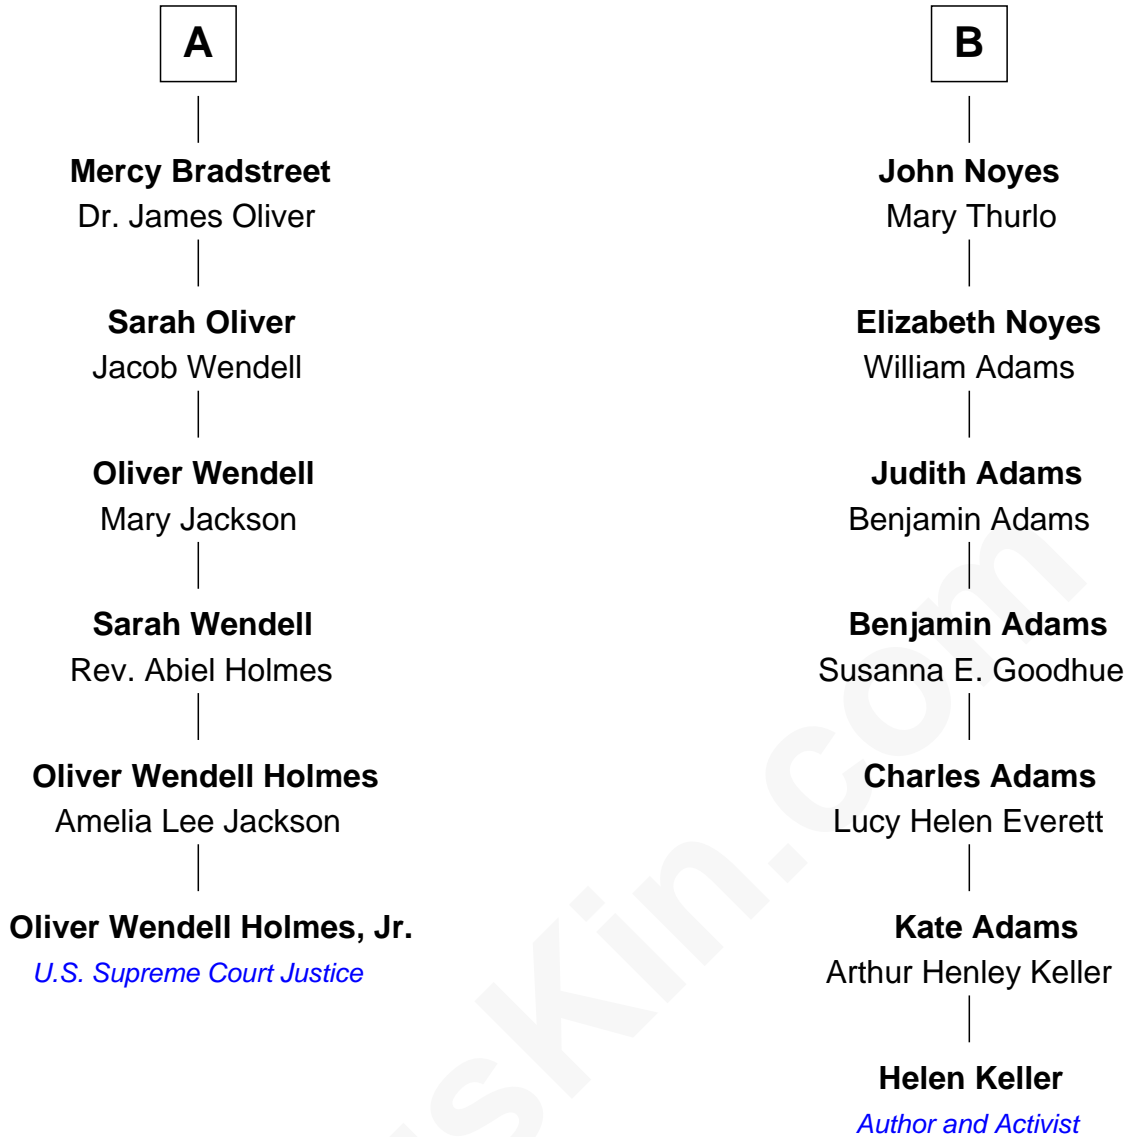 A
Mercy Bradstreet
Dr. James Oliver
Sarah Oliver
Jacob Wendell
Oliver Wendell
Mary Jackson
Sarah Wendell
Rev. Abiel Holmes
Oliver Wendell Holmes
Amelia Lee Jackson
Oliver Wendell Holmes, Jr.
U.S. Supreme Court Justice
B
John Noyes
Mary Thurlo
Elizabeth Noyes
William Adams
Judith Adams
Benjamin Adams
Benjamin Adams
Susanna E. Goodhue
Charles Adams
Lucy Helen Everett
Kate Adams
Arthur Henley Keller
Helen Keller
Author and Activist
sKin.com